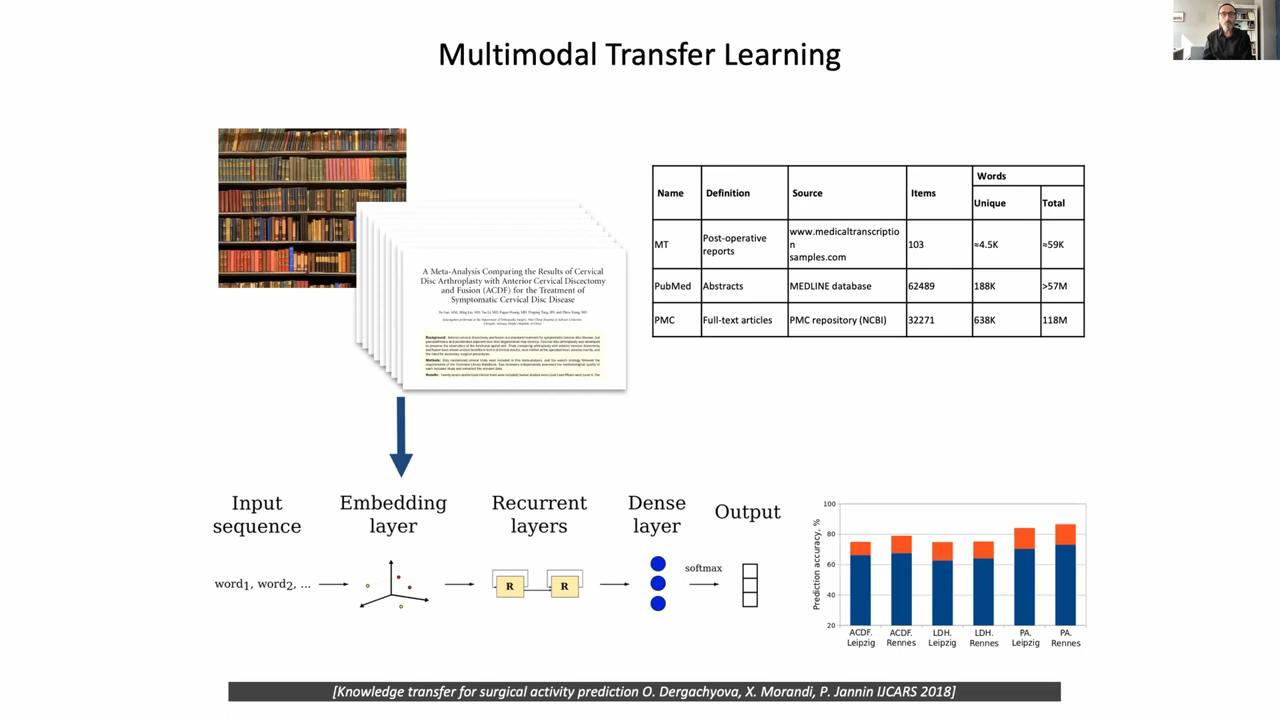 Multimodal Transfer Learning
A Meta-Analysis Comparing the Results of Cervical
Disc Arthroplasty with Anterior Cervical Discectomy
and Fusion (ACDF) for the Treatment of
Symptomatic Cervical Disc Disease
Background:
Methods:
Results:
Name Definition Source Items Words
Unique Total
MT Post-operative reports www.medicaltranscriptio
n
samples.com 103 ≈4.5K ≈59K
PubMed Abstracts MEDLINE database 62489 188K >57M
PMC Full-text articles PMC repository (NCBI) 32271 638K 118M
Input
sequence
Embedding
layer
Recurrent
layers
Dense
layer
Output
word1, word2, ...
R R
softmax
Prediction accuracy, %
100
80
60
40
20
ACDF.
Leipzig
ACDF.
Rennes
LDH.
Leipzig
LDH.
Rennes
PA.
Leipzig
PA.
Rennes
[Knowledge transfer for surgical activity prediction O. Dergachyova, X. Morandi, P. Jannin IJCARS 2018]